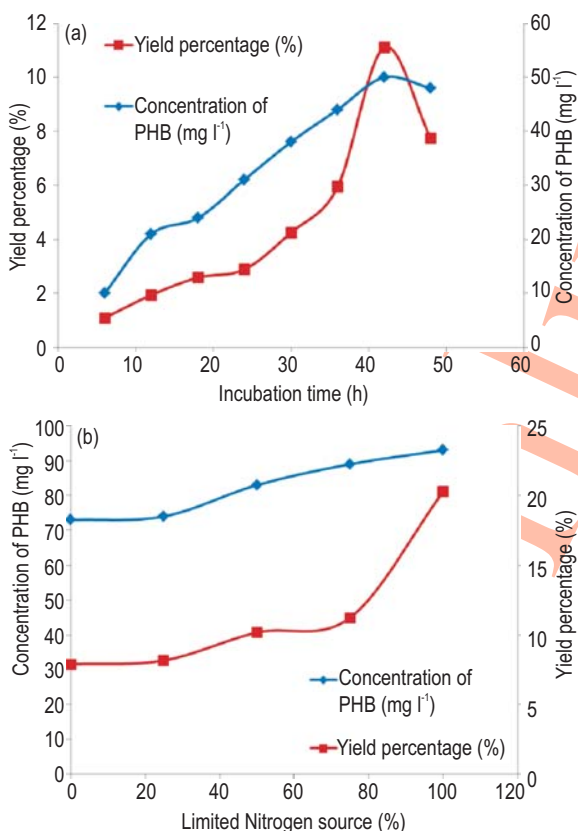 (a)
Yield percentage (%)
Concentration of
PHB (mg l-1)
12
10
8
6
4
2
0
Yield percentage (%)
60
50
40
30
20
10
0
Concentration of PHB (mg l-1)
0 10 20 30 40 50 60
Incubation time (h)
(b)
100
90
80
70
60
50
40
30
20
10
0
Concentration of PHB (mg l-1)
25
20
15
10
5
0
Yield percentage (%)
Concentration of
PHB (mg l-1)
Yield percentage (%)
0 20 40 60 80 100 120
Limited Nitrogen source (%)